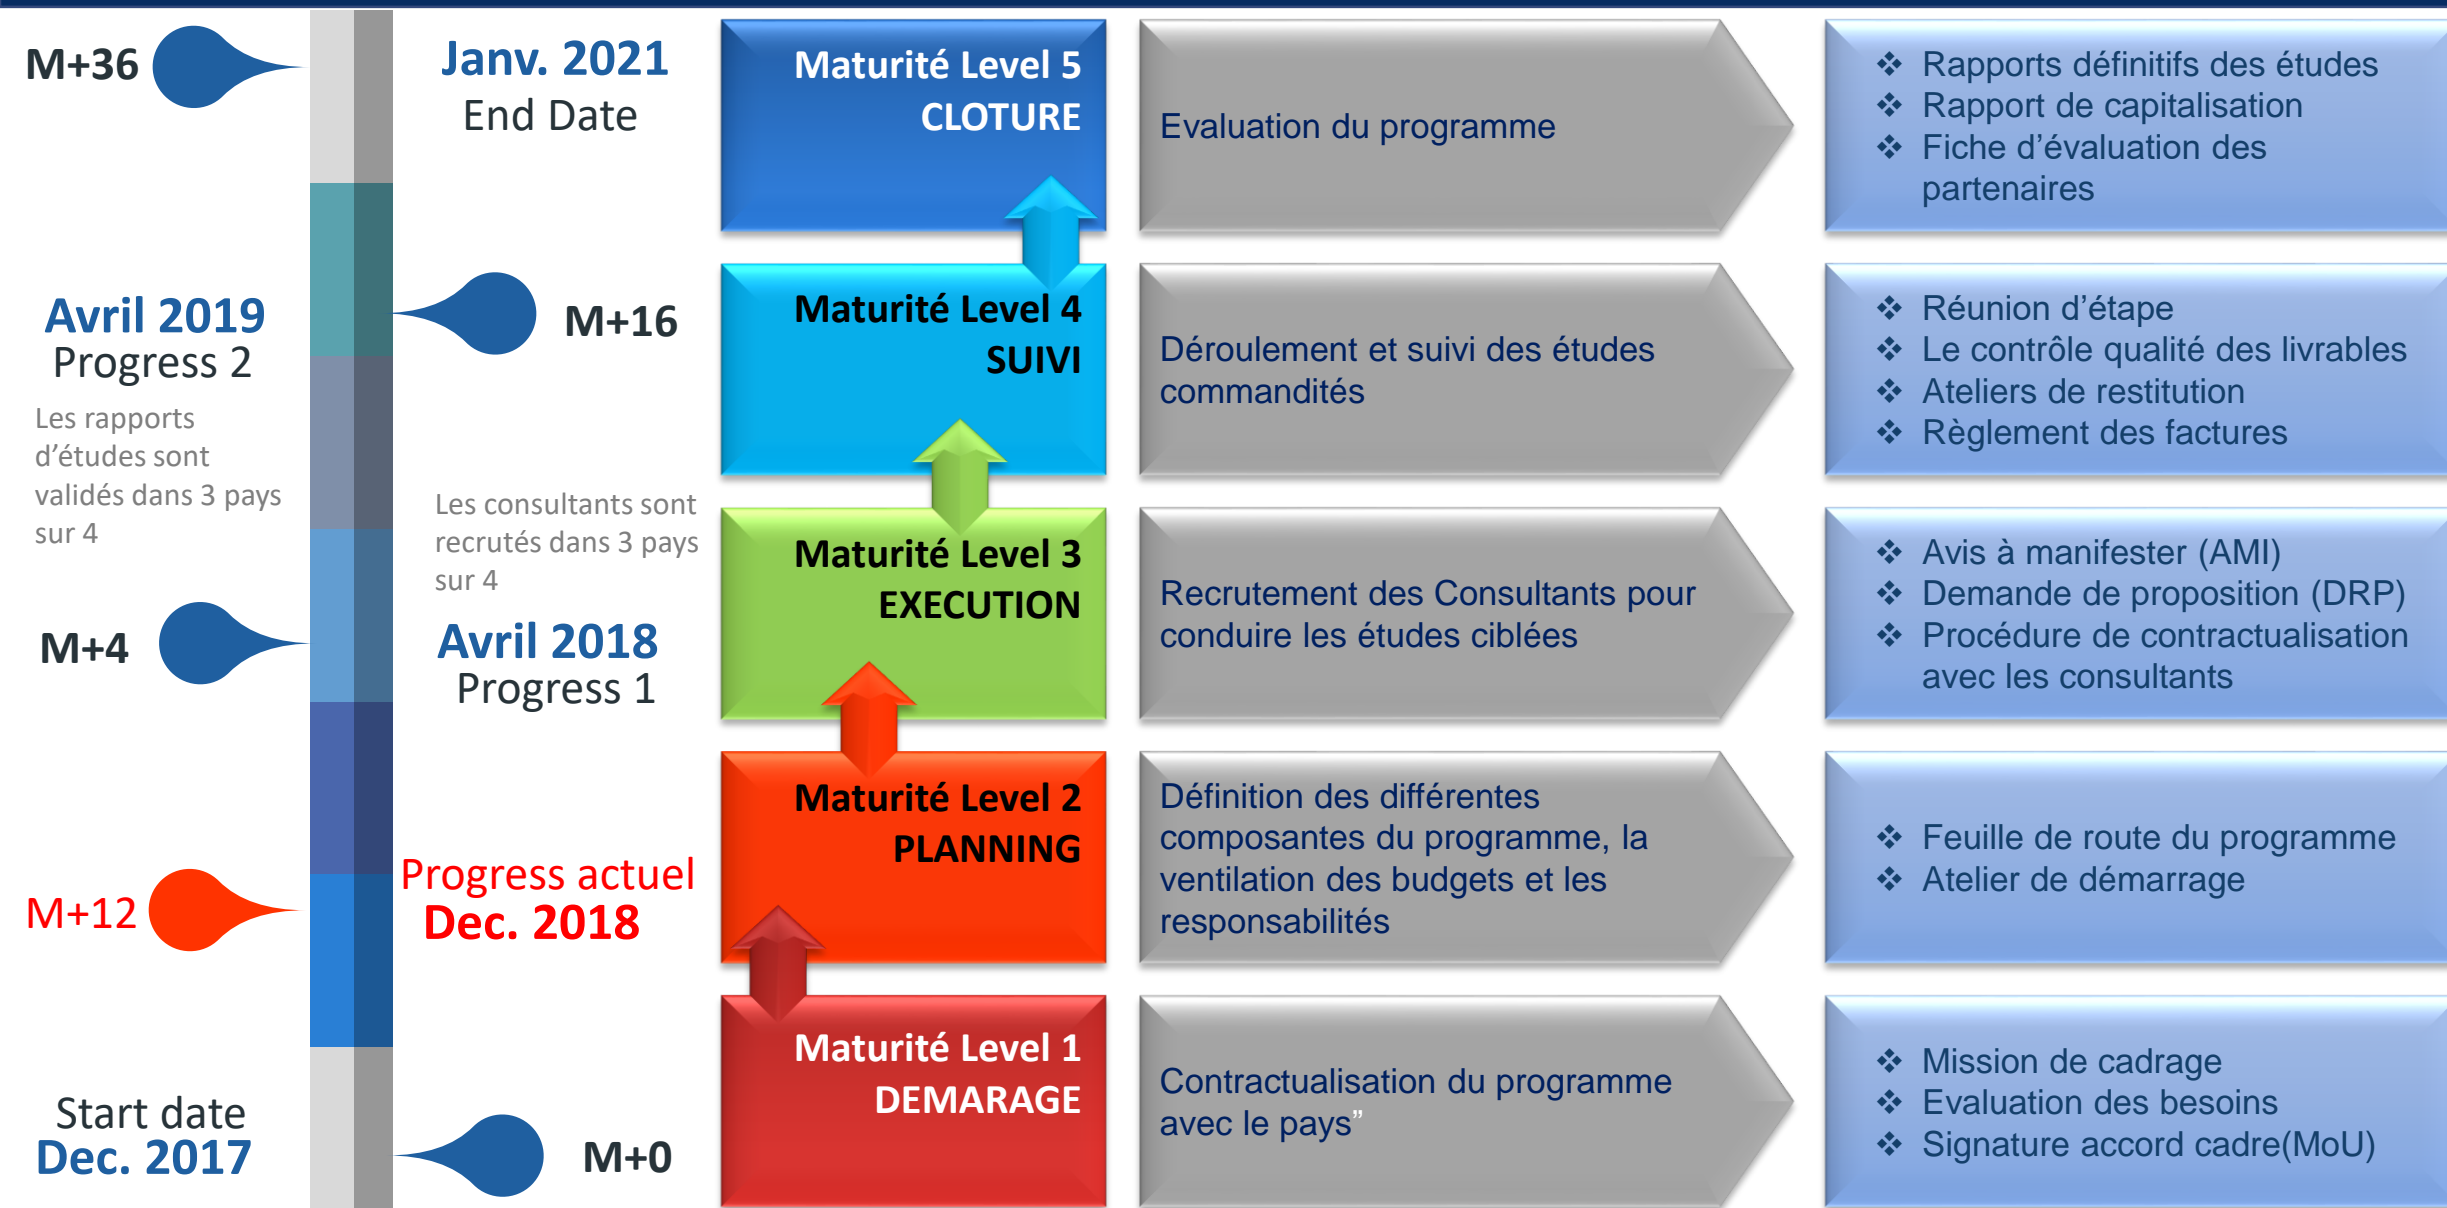 M+36
Janv. 2021
End Date
Avril 2019
Progress 2
M+16
Les rapports
d’études sont
validés dans 3 pays
sur 4
Les consultants sont
recrutés dans 3 pays
sur 4
M+4
Avril 2018
Progress 1
M+12
Progress actuel
Dec. 2018
Start date
Dec. 2017
M+0
Maturité Level 5
CLOTURE
Evaluation du programme
❖ Rapports définitifs des études
❖ Rapport de capitalisation
❖ Fiche d’évaluation des
partenaires
Maturité Level 4
SUIVI
Déroulement et suivi des études
commandités
❖ Réunion d’étape
❖ Le contrôle qualité des livrables
❖ Ateliers de restitution
❖ Règlement des factures
Maturité Level 3
EXECUTION
Recrutement des Consultants pour
conduire les études ciblées
❖ Avis à manifester (AMI)
❖ Demande de proposition (DRP)
❖ Procédure de contractualisation
avec les consultants
Maturité Level 2
PLANNING
Définition des différentes
composantes du programme, la
ventilation des budgets et les
responsabilités
❖ Feuille de route du programme
❖ Atelier de démarrage
Maturité Level 1
DEMARAGE
Contractualisation du programme
avec le pays”
❖ Mission de cadrage
❖ Evaluation des besoins
❖ Signature accord cadre(MoU)